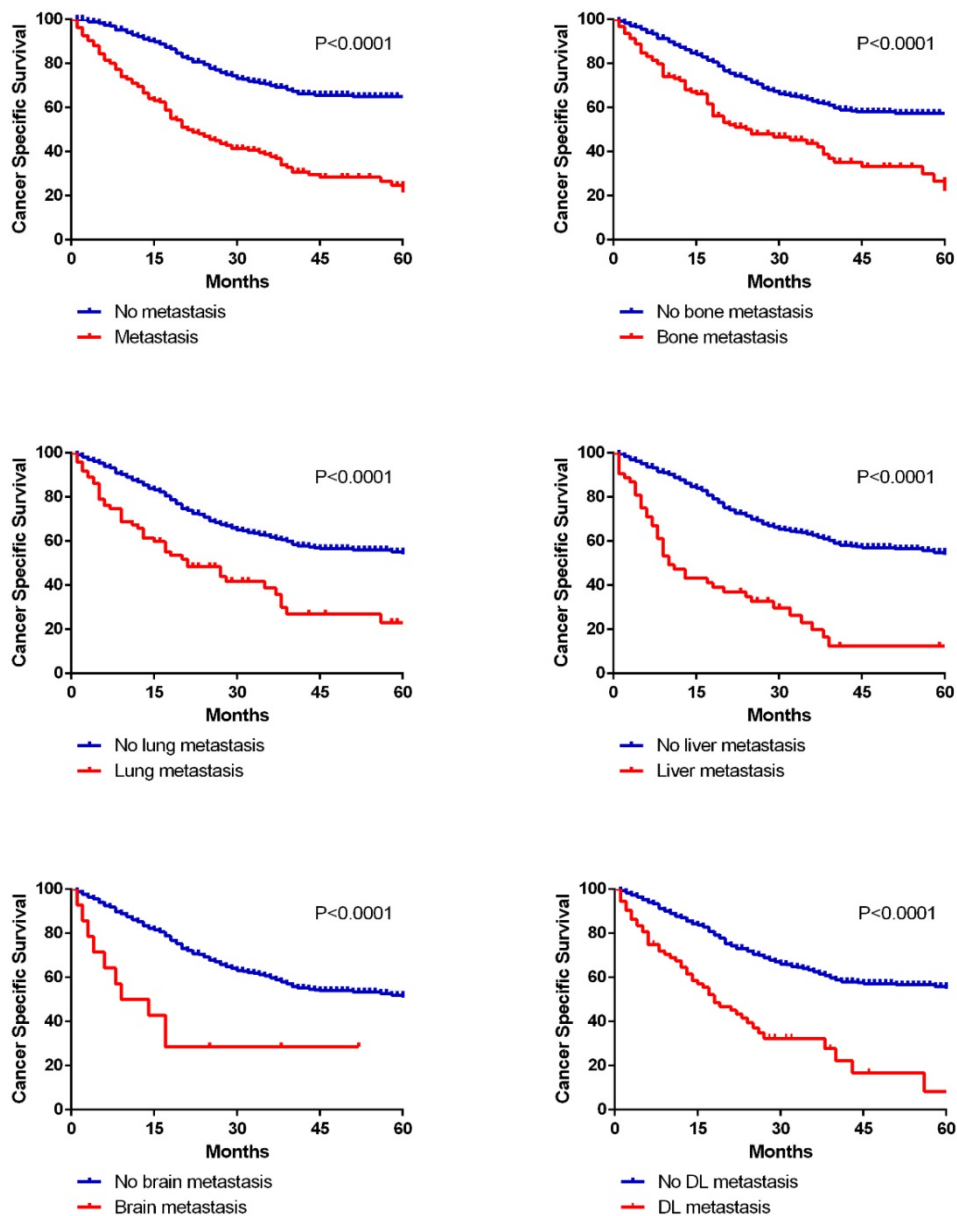 Cancer Specific Survival
100
80
60
40
20
0
P<0.0001
0 15 30 45 60
Months
No metastasis
Metastasis
Cancer Specific Survival
100
80
60
40
20
0
P<0.0001
0 15 30 45 60
Months
No bone metastasis
Bone metastasis
Cancer Specific Survival
100
80
60
40
20
0
P<0.0001
0 15 30 45 60
Months
No lung metastasis
Lung metastasis
Cancer Specific Survival
100
80
60
40
20
0
P<0.0001
0 15 30 45 60
Months
No liver metastasis
Liver metastasis
Cancer Specific Survival
100
80
60
40
20
0
P<0.0001
0 15 30 45 60
Months
No brain metastasis
Brain metastasis
Cancer Specific Survival
100
80
60
40
20
0
P<0.0001
0 15 30 45 60
Months
No DL metastasis
DL metastasis